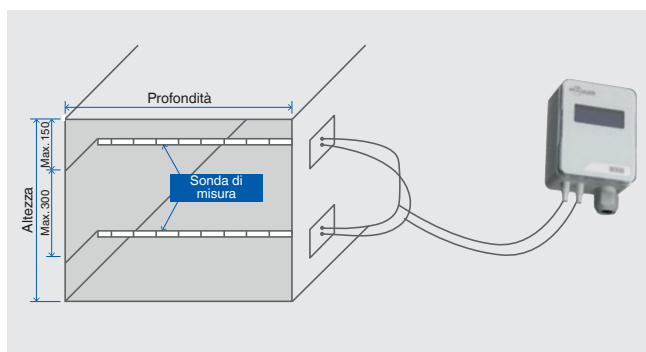 Profondità
Max.150
Sonda di
misura
Altezza
Max.300